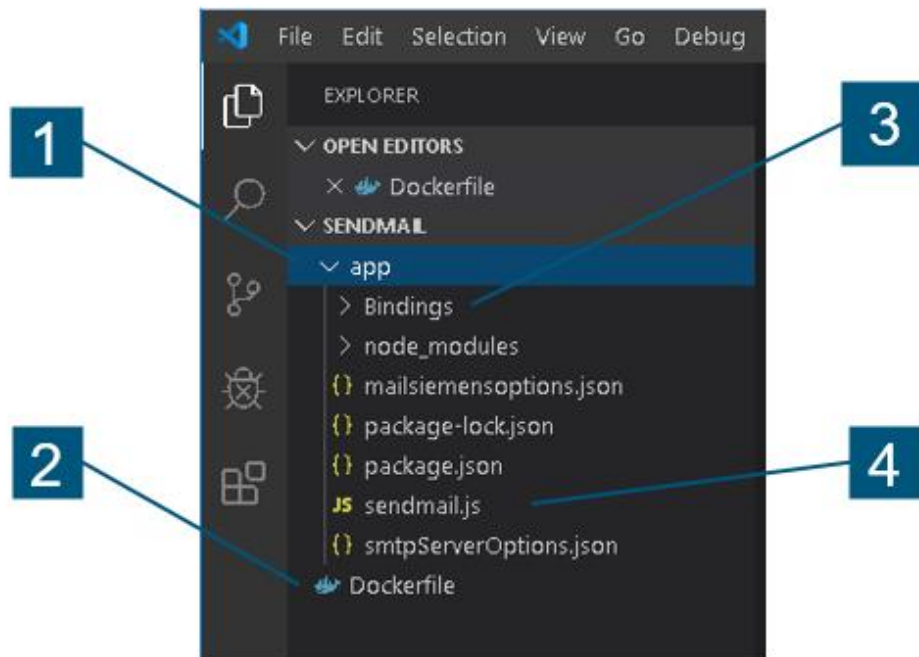 File Edit Selection View Go Debug
EXPLORER
1
3
OPEN EDITORS
Dockerfile
SENDMAIL
app
Bindings
node_modules
{} mailsiemensoptions.json
{} package-lock.json
2
{} package.json
4
JS sendmail.js
{} smtpServerOptions.json
Dockerfile